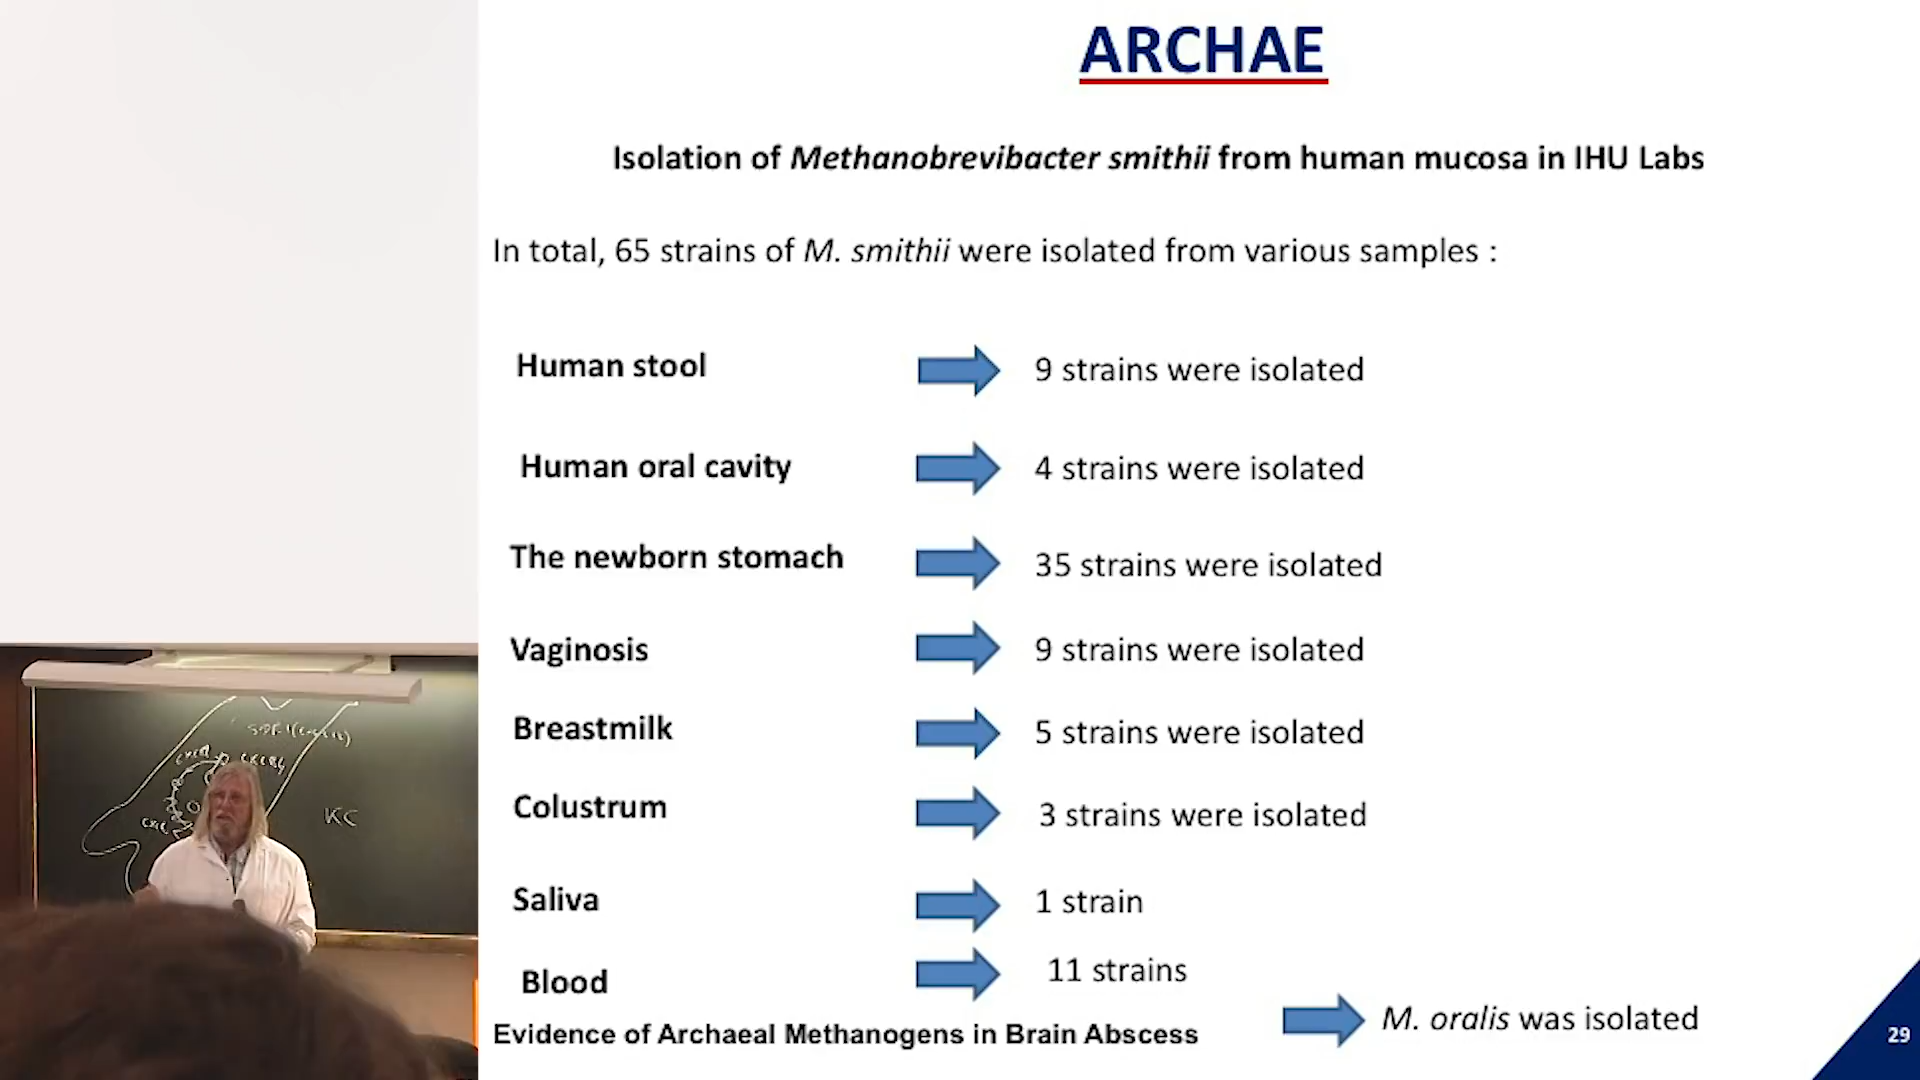 ARCHAE
Isolation of Methanobrevibacter smithii from human mucosa in IHU Labs
In total, 65 strains of M. smithii were isolated from various samples :
Human stool 9 strains were isolated
Human oral cavity 4 strains were isolated
The newborn stomach 35 strains were isolated
Vaginosis 9 strains were isolated
Breastmilk 5 strains were isolated
Colustrum 3 strains were isolated
Saliva 1 strain
Blood 11 strains
Evidence of Archaeal Methanogens in Brain Abscess M. oralis was isolated
29
KC